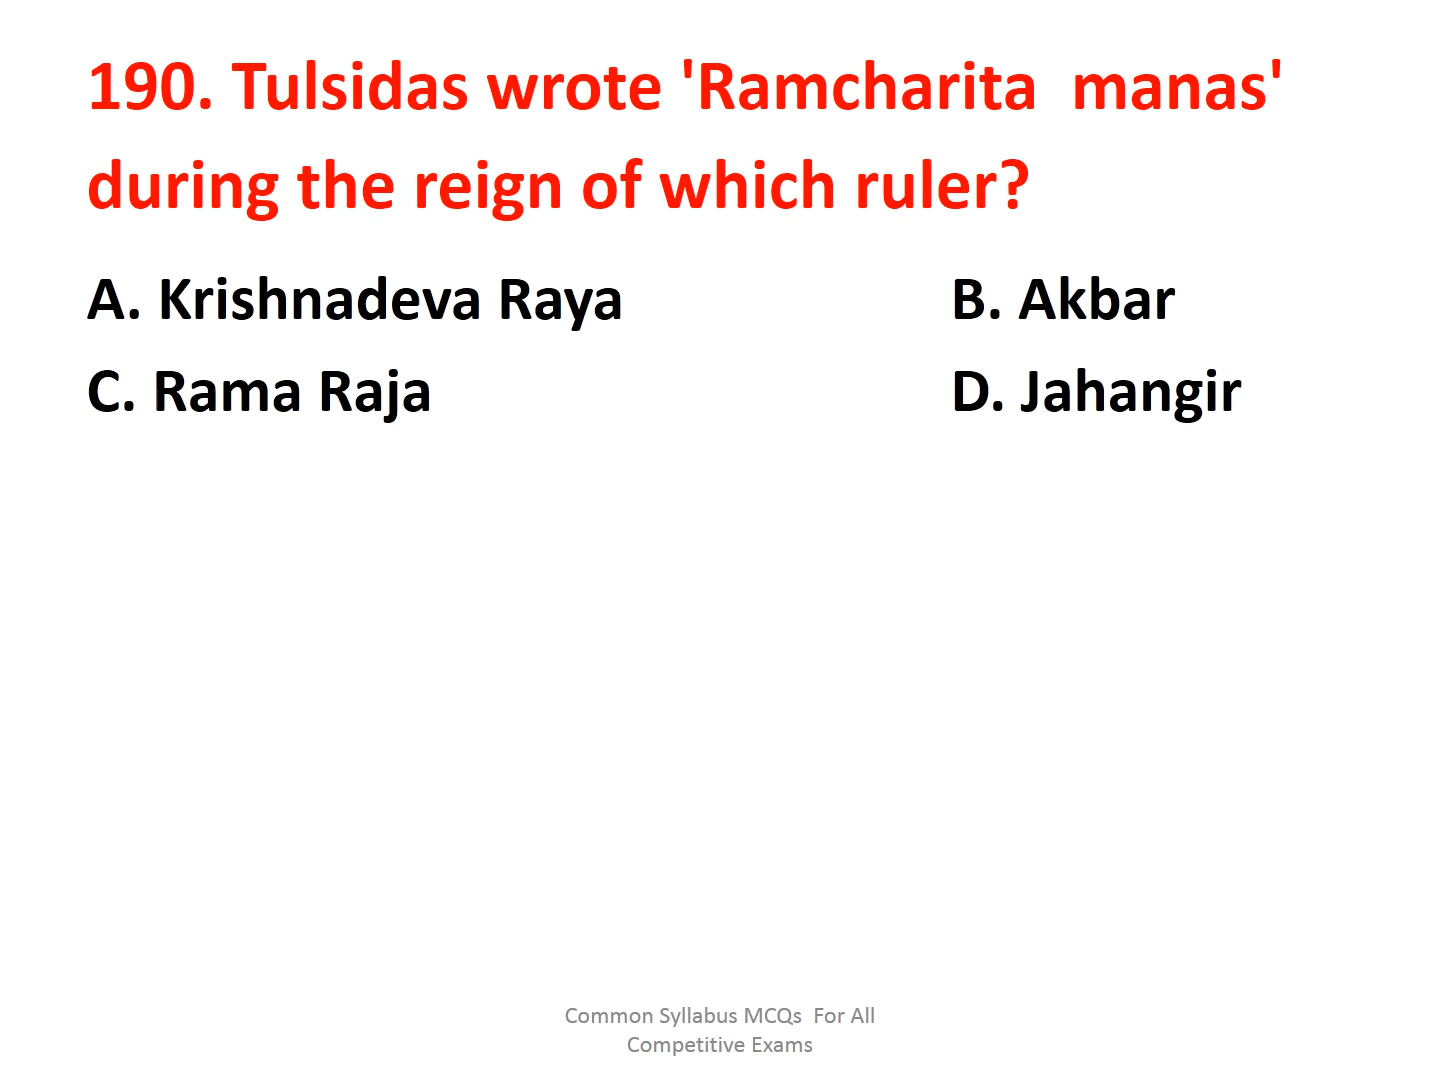 190. Tulsidas wrote 'Ramcharita  manas'
during the reign of which ruler?
A. Krishnadeva Raya B. Akbar
C. Rama Raja D. Jahangir
Common Syllabus MCQs  For All
Competitive Exams